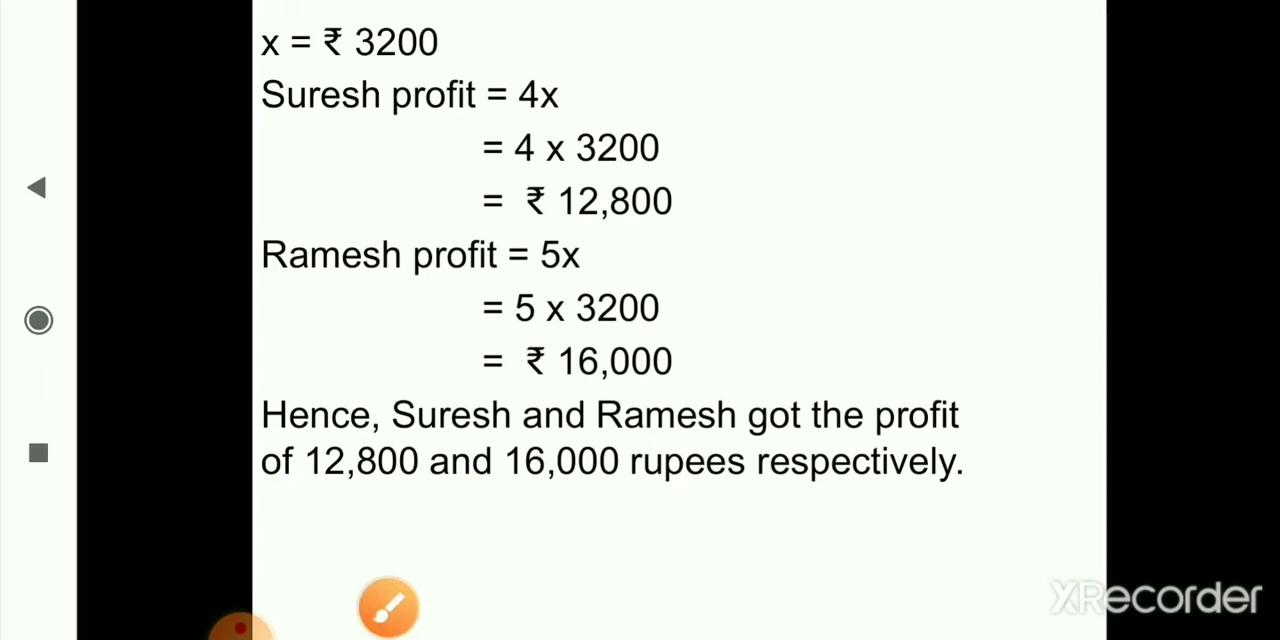 x = ₹ 3200
Suresh profit = 4x
= 4 x 3200
= ₹ 12,800
Ramesh profit = 5x
= 5 x 3200
= ₹ 16,000
Hence, Suresh and Ramesh got the profit
of 12,800 and 16,000 rupees respectively.
XRecorder